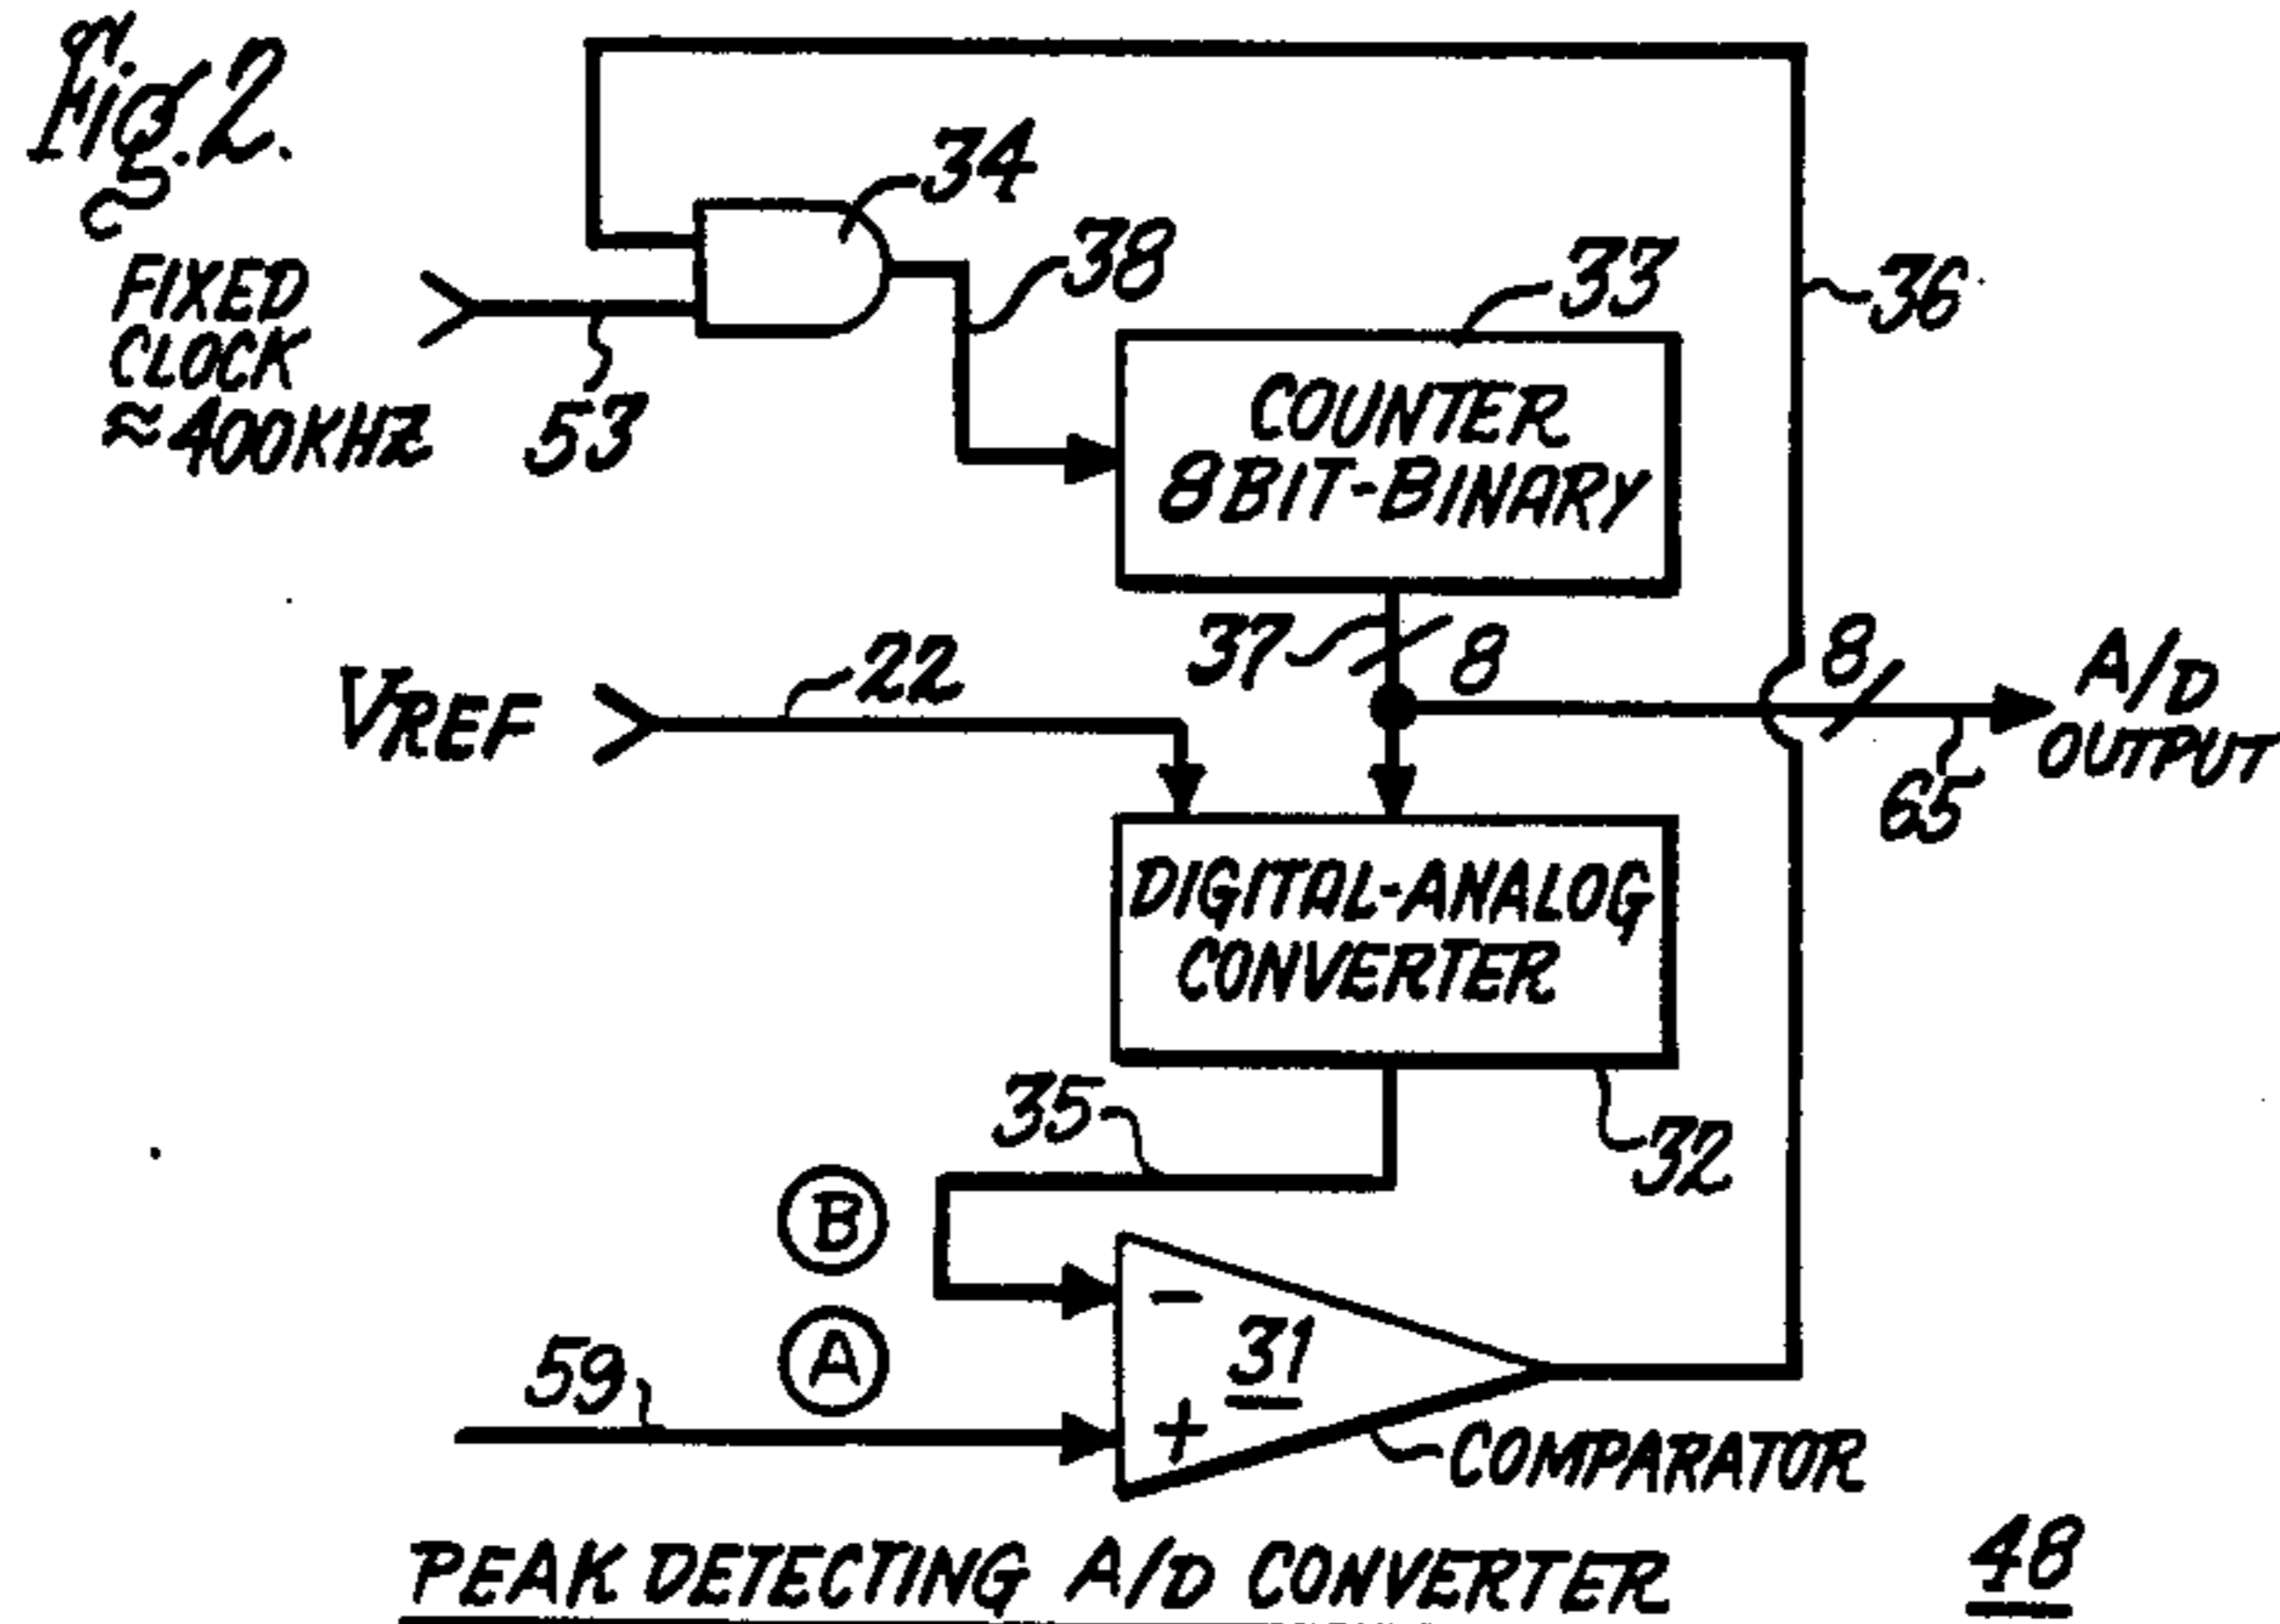 Fig. 2.
34
38
FIXED
CLOCK
≈400KHZ
53
33
36
COUNTER
8 BIT-BINARY
37
8
22
VREF
8
A/D
OUTPUT
65
DIGITAL-ANALOG
CONVERTER
35
32
B
-
31
A
59
+
COMPARATOR
PEAK DETECTING A/D CONVERTER
48